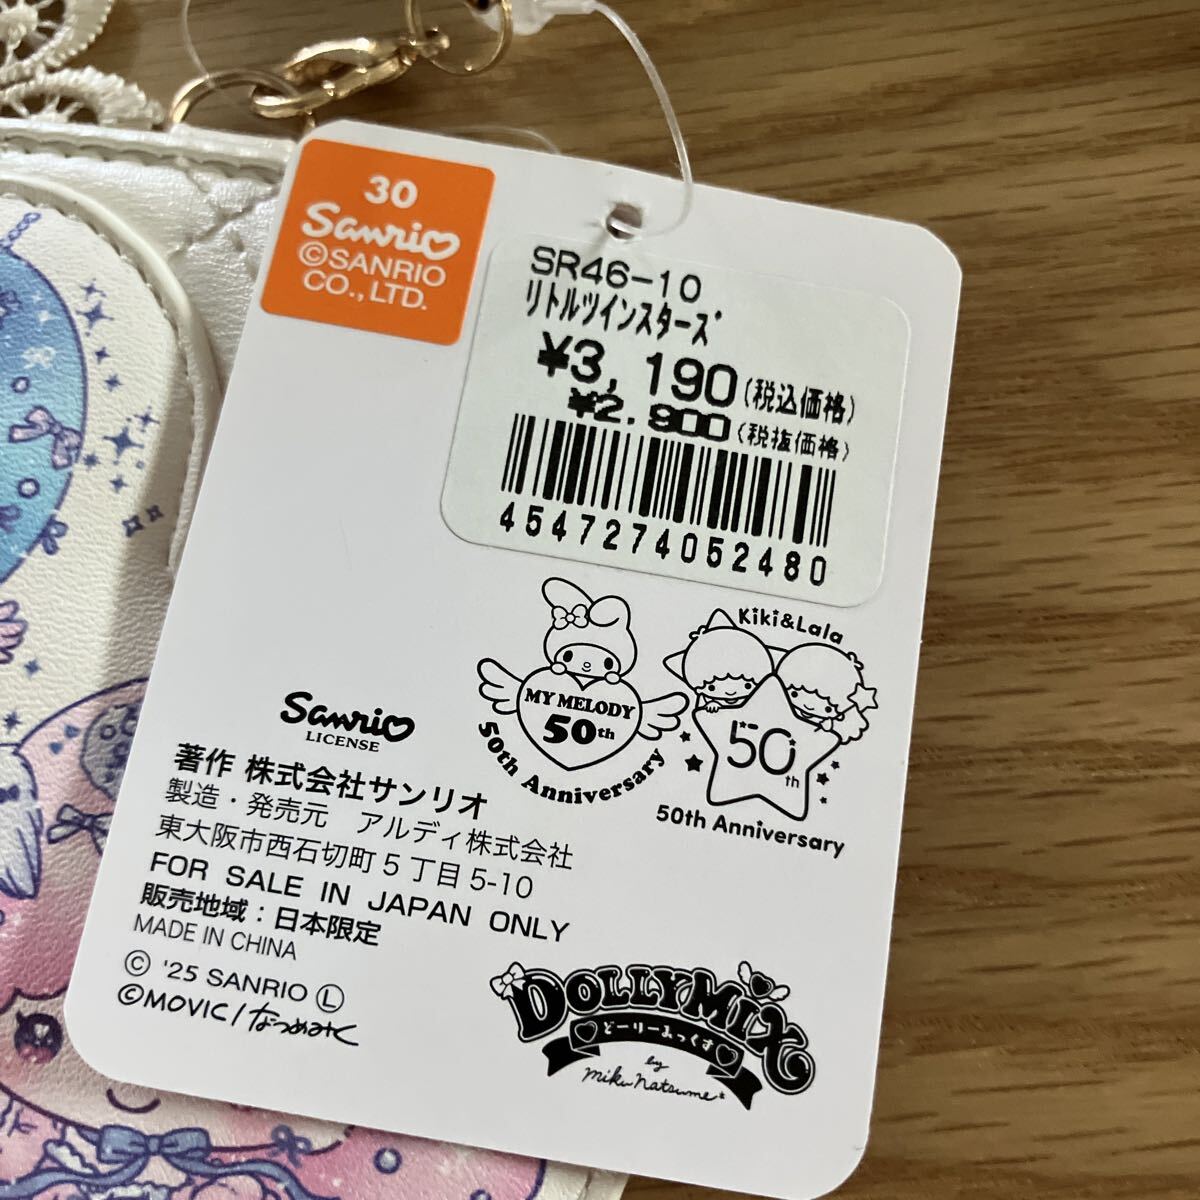 30
Sanrio
©SANRIO
CO.,LTD.
SR46-10
リトルツインスターズ
¥3,190(税込価格)
¥2,900(税抜価格)
4547274052480
MY MELODY
50th
50th Anniversary
Kiki&Lala
50th
50th Anniversary
Sanrio
LICENSE
著作 株式会社サンリオ
製造・発売元 アルディ株式会社
東大阪市西石切町5丁目5-10
FOR SALE IN JAPAN ONLY
販売地域:日本限定
MADE IN CHINA
© '25 SANRIO Ⓛ
©MOVIC/なつめみく
DOLLYMIX
どーりーみっくす
by
miku natsume